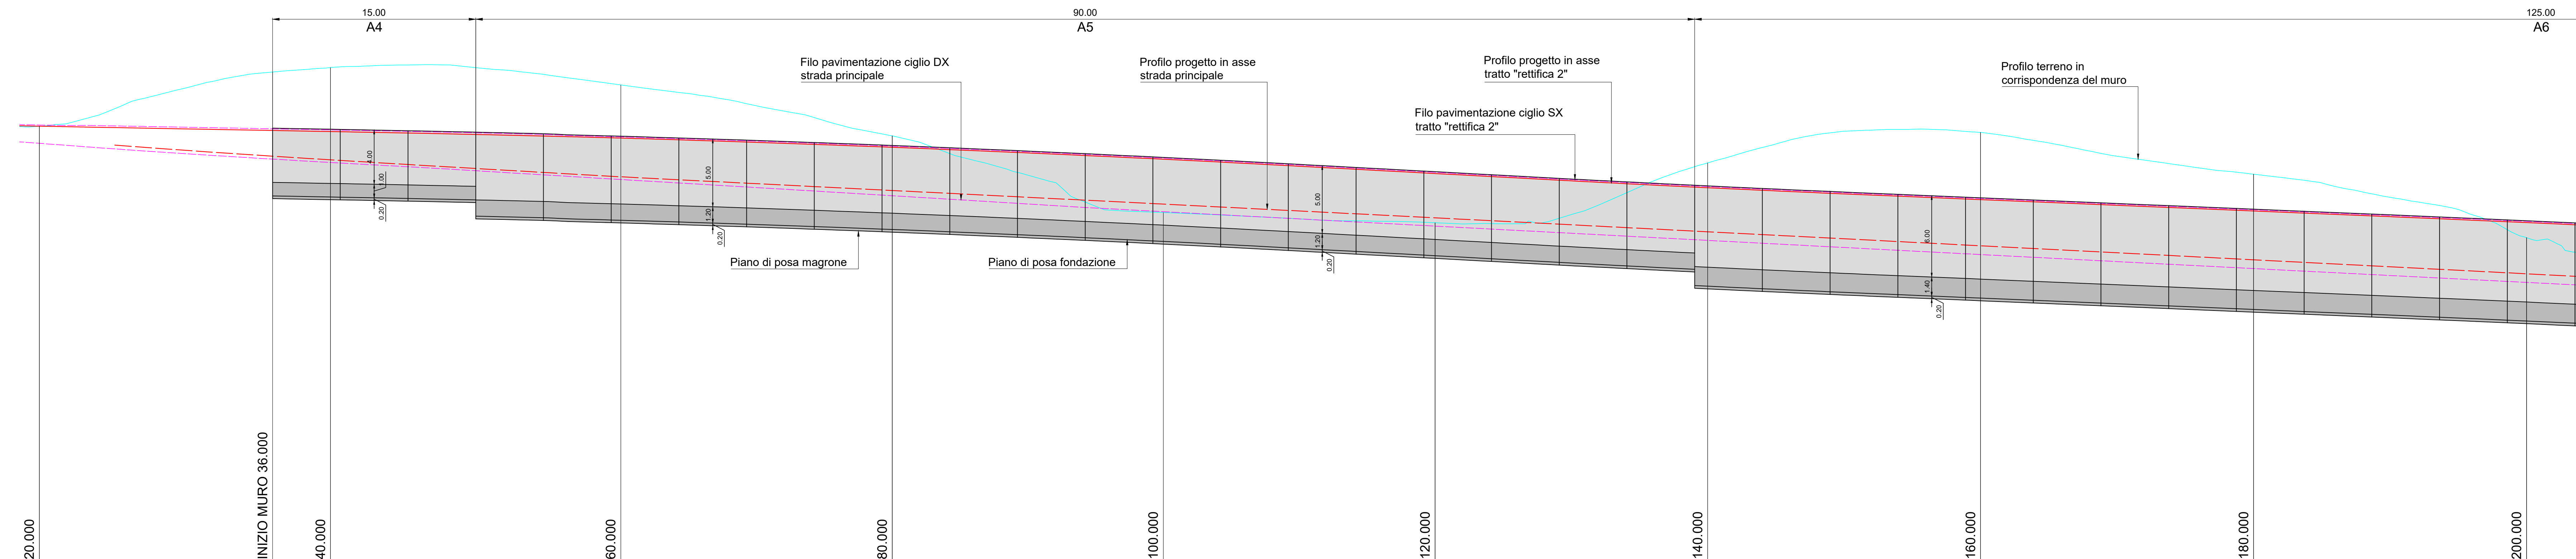 15.00
A4
90.00
A5
125.00
A6
Filo pavimentazione ciglio DX
strada principale
Profilo progetto in asse
strada principale
Profilo progetto in asse
tratto "rettifica 2"
Filo pavimentazione ciglio SX
tratto "rettifica 2"
Profilo terreno in
corrispondenza del muro
4.00
1.00
0.20
5.00
1.20
0.20
5.00
1.20
0.20
6.00
1.40
0.20
Piano di posa magrone
Piano di posa fondazione
20.000
INIZIO MURO 36.000
40.000
60.000
80.000
100.000
120.000
140.000
160.000
180.000
200.000